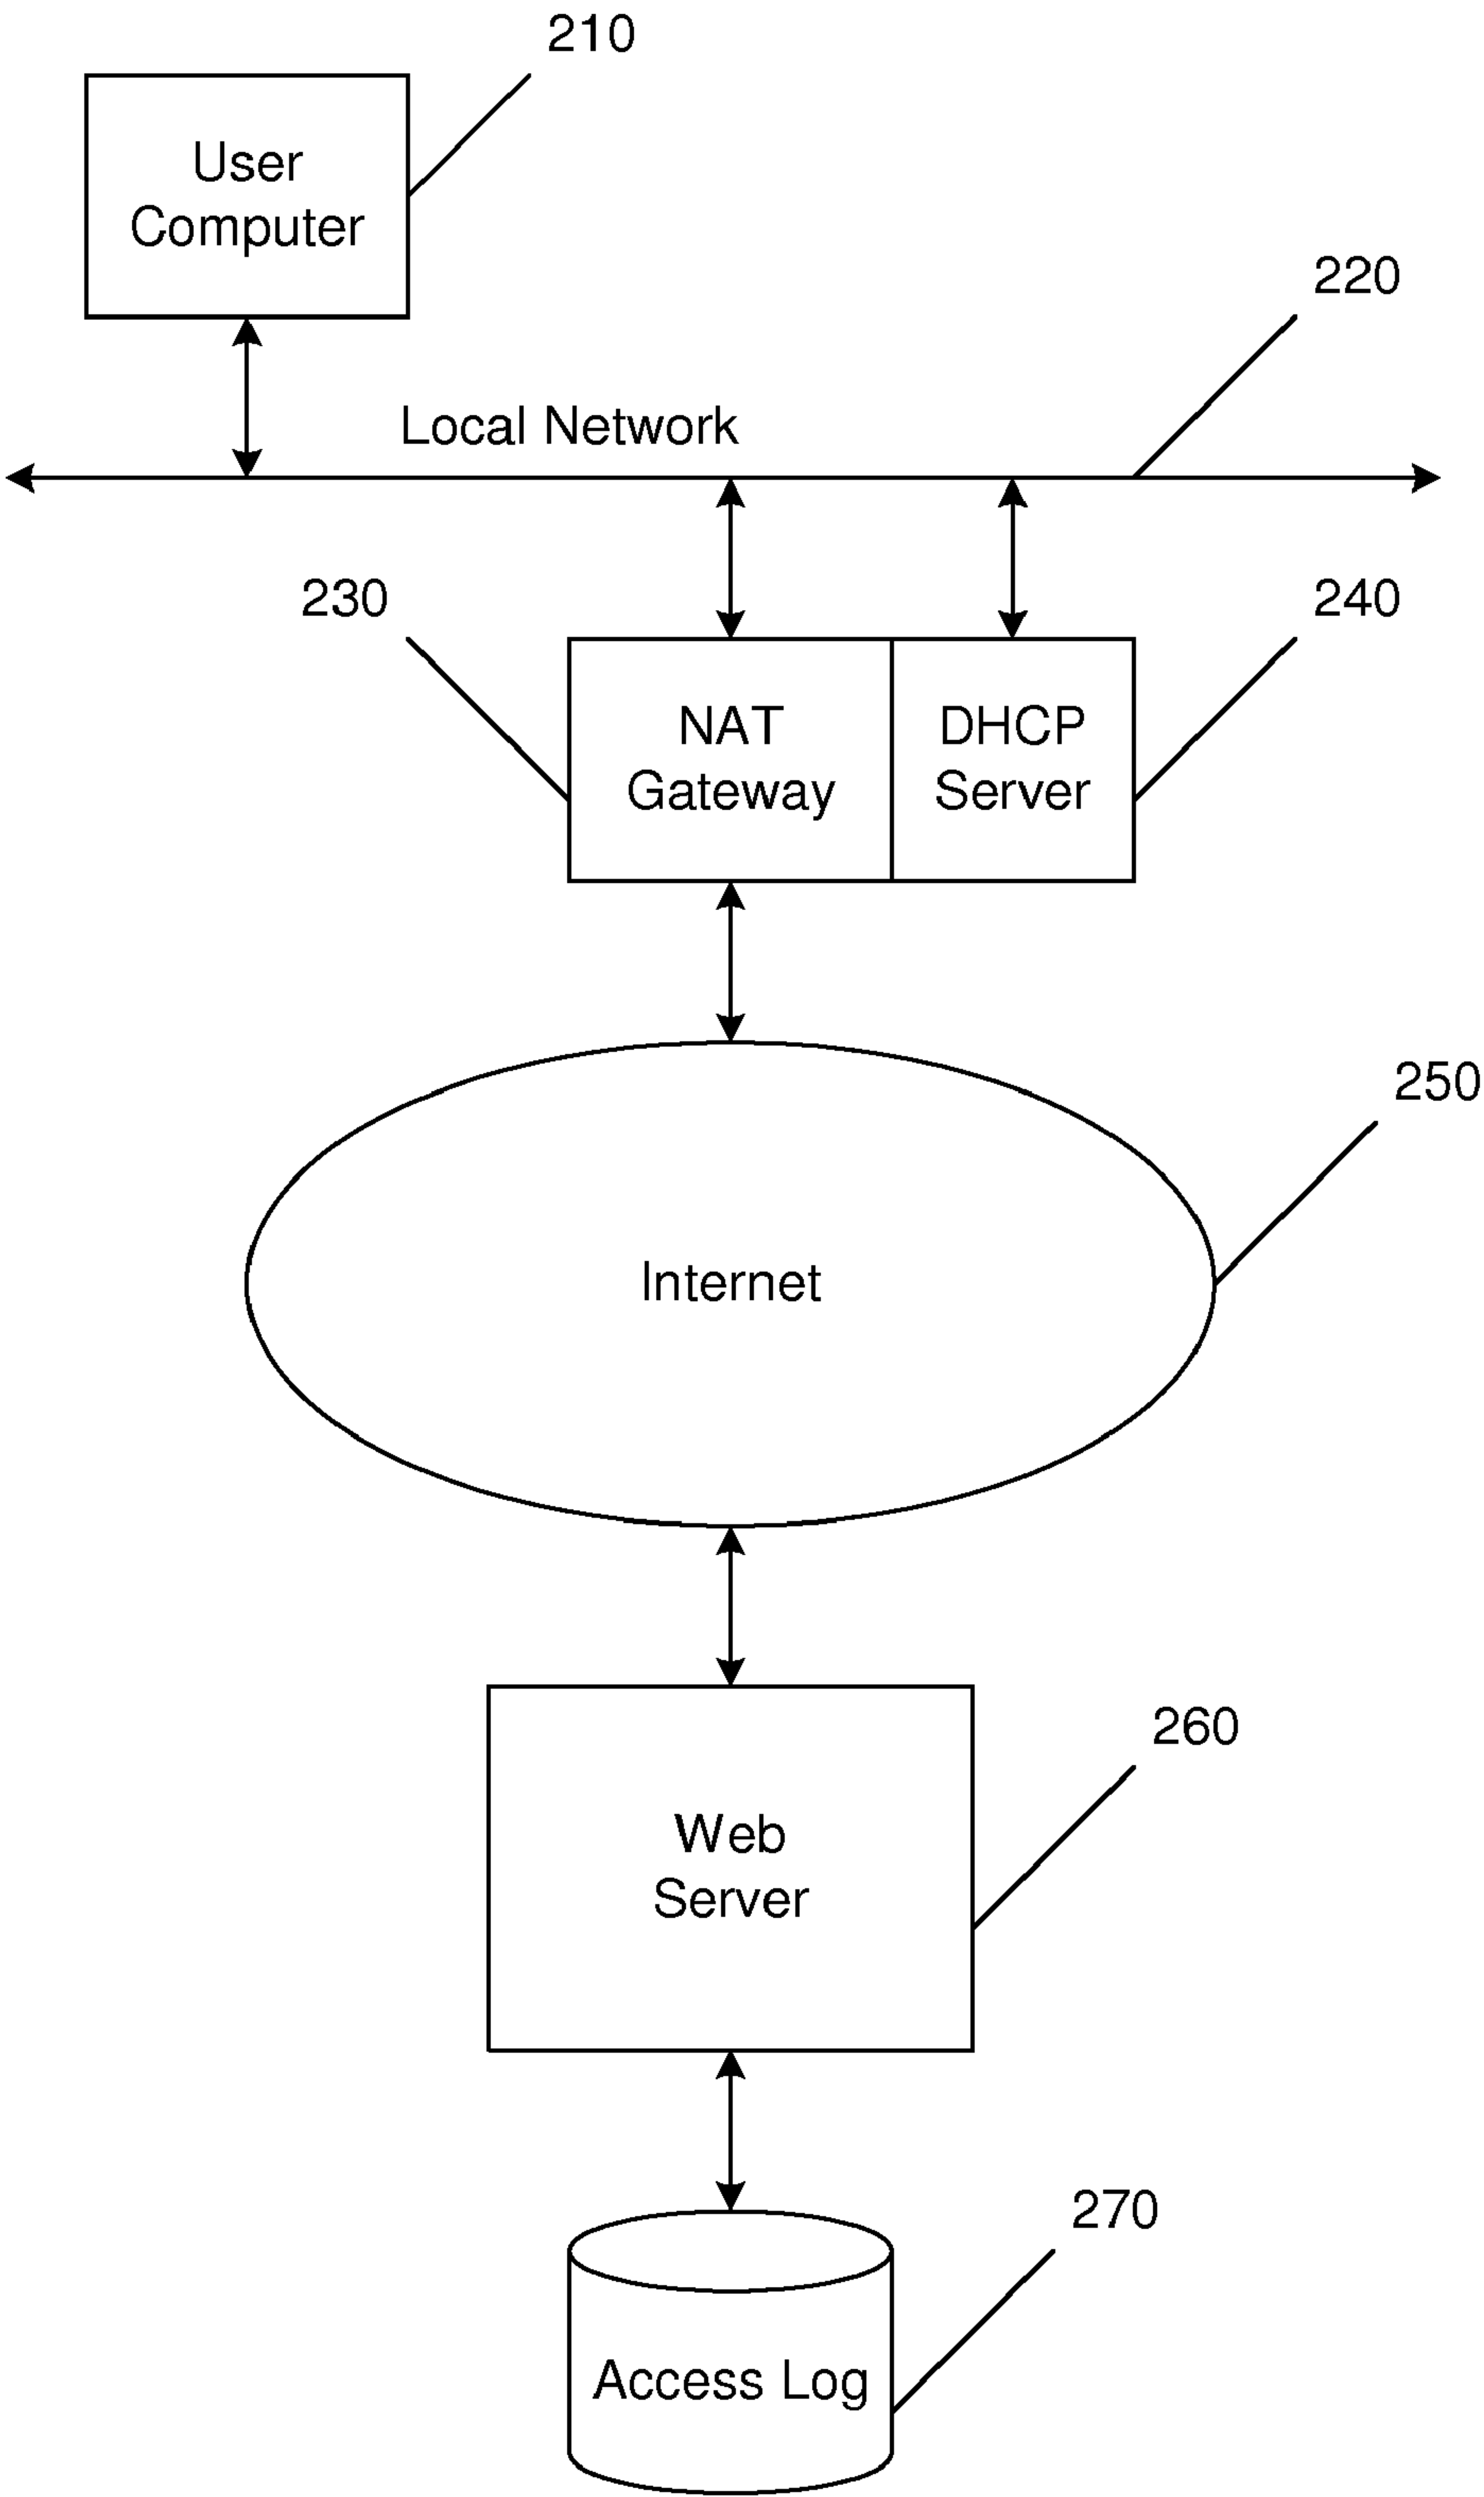 210
User
Computer
220
Local Network
230
240
NAT
Gateway
DHCP
Server
250
Internet
260
Web
Server
270
Access Log